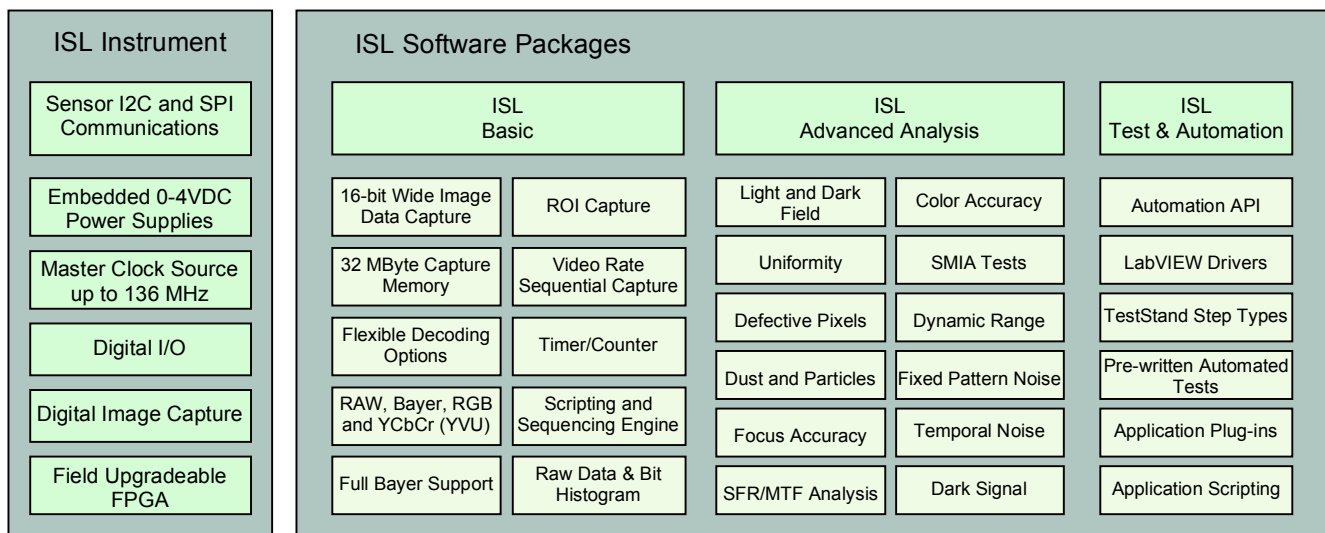 ISL Instrument
Sensor I2C and SPI
Communications
Embedded 0-4VDC
Power Supplies
Master Clock Source
up to 136 MHz
Digital I/O
Digital Image Capture
Field Upgradeable
FPGA
ISL Software Packages
ISL
Basic
16-bit Wide Image
Data Capture
ROI Capture
32 MByte Capture
Memory
Video Rate
Sequential Capture
Flexible Decoding
Options
Timer/Counter
RAW, Bayer, RGB
and YCbCr (YVU)
Scripting and
Sequencing Engine
Full Bayer Support
Raw Data & Bit
Histogram
ISL
Advanced Analysis
Light and Dark
Field
Color Accuracy
Uniformity
SMIA Tests
Defective Pixels
Dynamic Range
Dust and Particles
Fixed Pattern Noise
Focus Accuracy
Temporal Noise
SFR/MTF Analysis
Dark Signal
ISL
Test & Automation
Automation API
LabVIEW Drivers
TestStand Step Types
Pre-written Automated
Tests
Application Plug-ins
Application Scripting